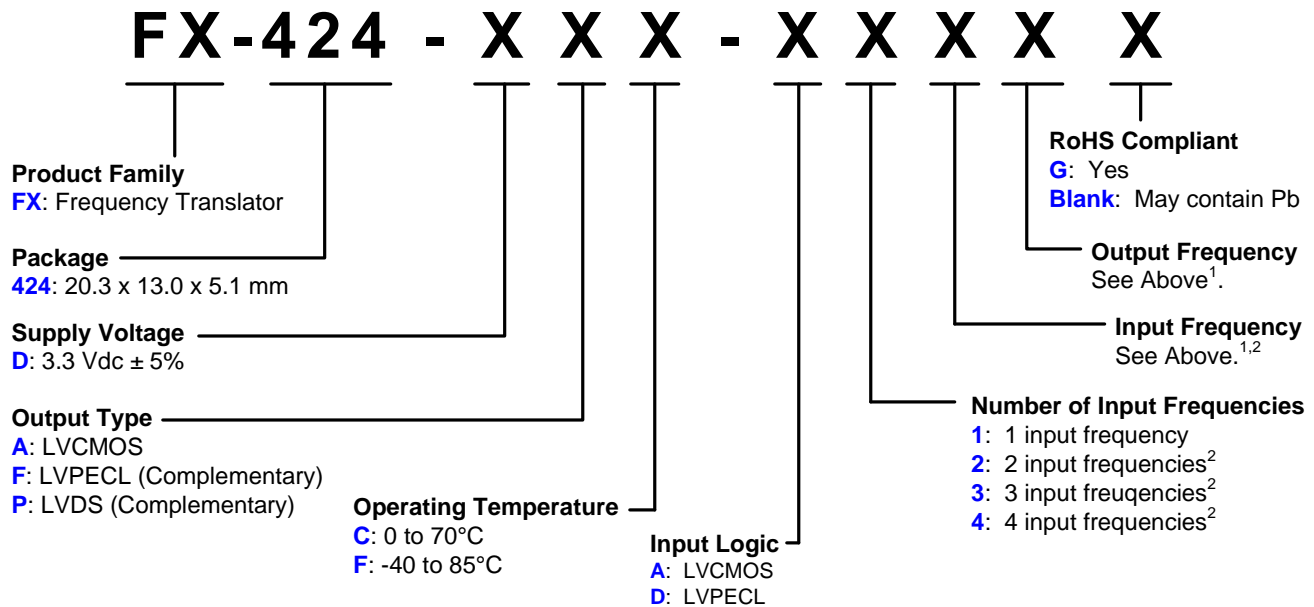 FX-424 - X X X - X X X X X
Product Family
FX: Frequency Translator
Package
424: 20.3 x 13.0 x 5.1 mm
Supply Voltage
D: 3.3 Vdc ± 5%
Output Type
A: LVCMOS
F: LVPECL (Complementary)
P: LVDS (Complementary)
Operating Temperature
C: 0 to 70°C
F: -40 to 85°C
Input Logic
A: LVCMOS
D: LVPECL
Number of Input Frequencies
1: 1 input frequency
2: 2 input frequencies²
3: 3 input freuqencies²
4: 4 input frequencies²
Input Frequency
See Above.¹,²
Output Frequency
See Above¹.
RoHS Compliant
G: Yes
Blank: May contain Pb